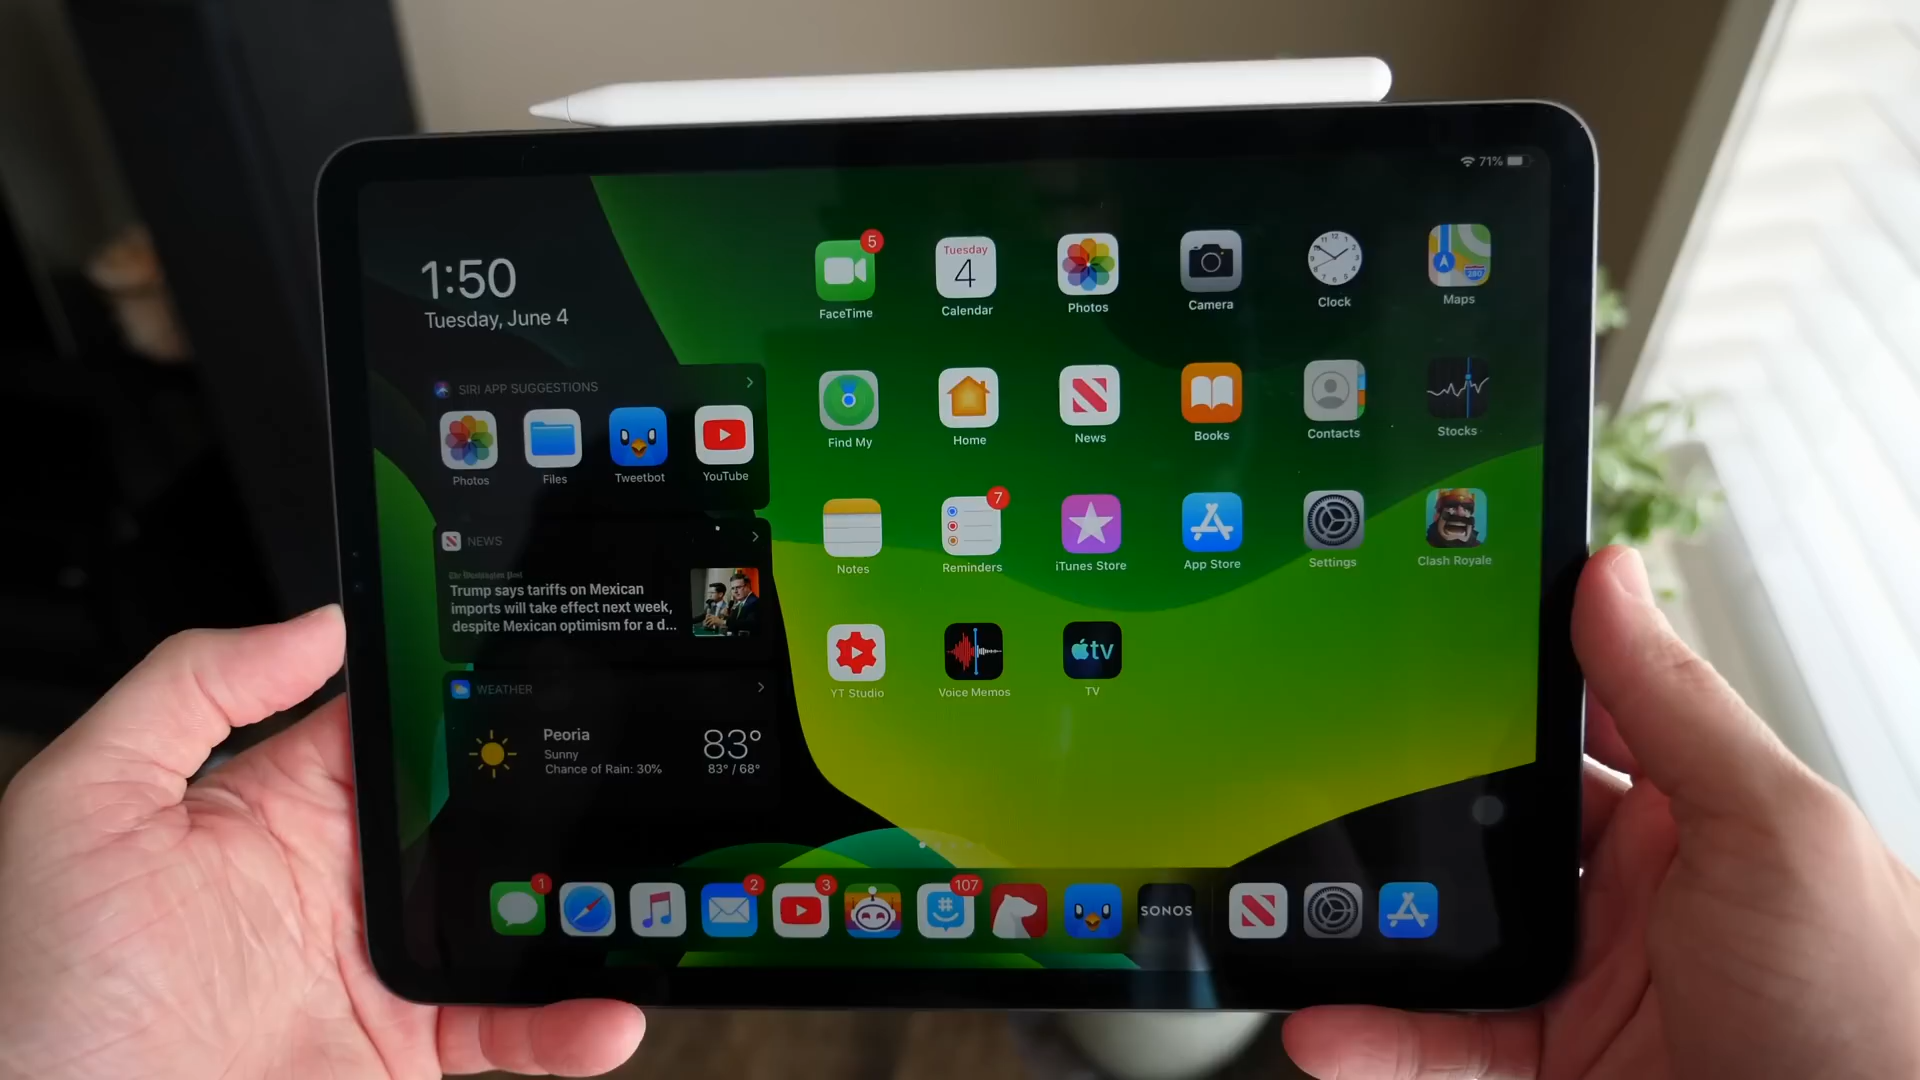 71%
1:50
Tuesday, June 4
SIRI APP SUGGESTIONS
Photos
Files
Tweetbot
YouTube
NEWS
The Washington Post
Trump says tariffs on Mexican
imports will take effect next week,
despite Mexican optimism for a d...
WEATHER
Peoria
Sunny
Chance of Rain: 30%
83°
83° / 68°
5
FaceTime
Tuesday
4
Calendar
Photos
Camera
Clock
280
Maps
Find My
Home
News
Books
Contacts
Stocks
Notes
7
Reminders
iTunes Store
App Store
Settings
Clash Royale
YT Studio
Voice Memos
tv
TV
1
2
3
107
#
SONOS